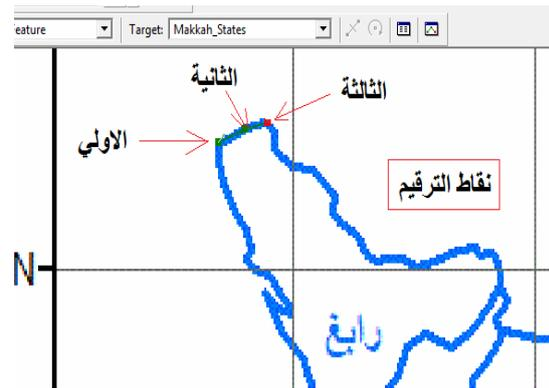 eature Target: Makkah_States
الثانية
الثالثة
الاولي
نقاط الترقيم
N
رابغ